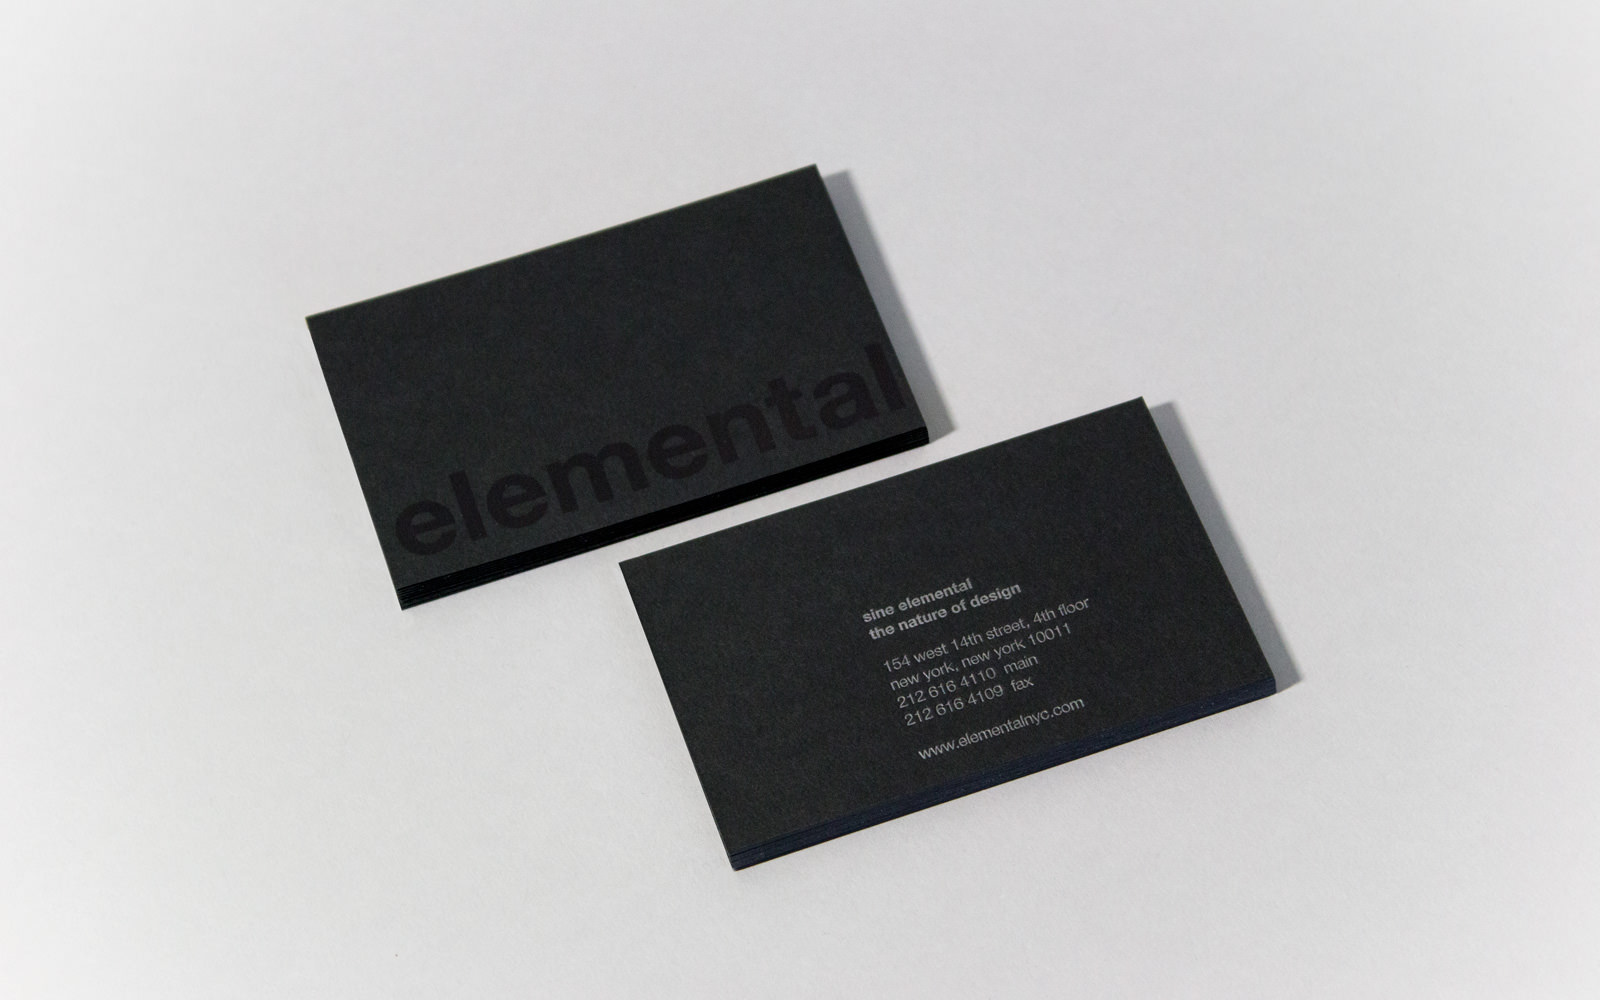 elemental
sine elemental
the nature of design
154 west 14th street, 4th floor
new york, new york 10011
212 616 4110 main
212 616 4109 fax
www.elementalnyc.com